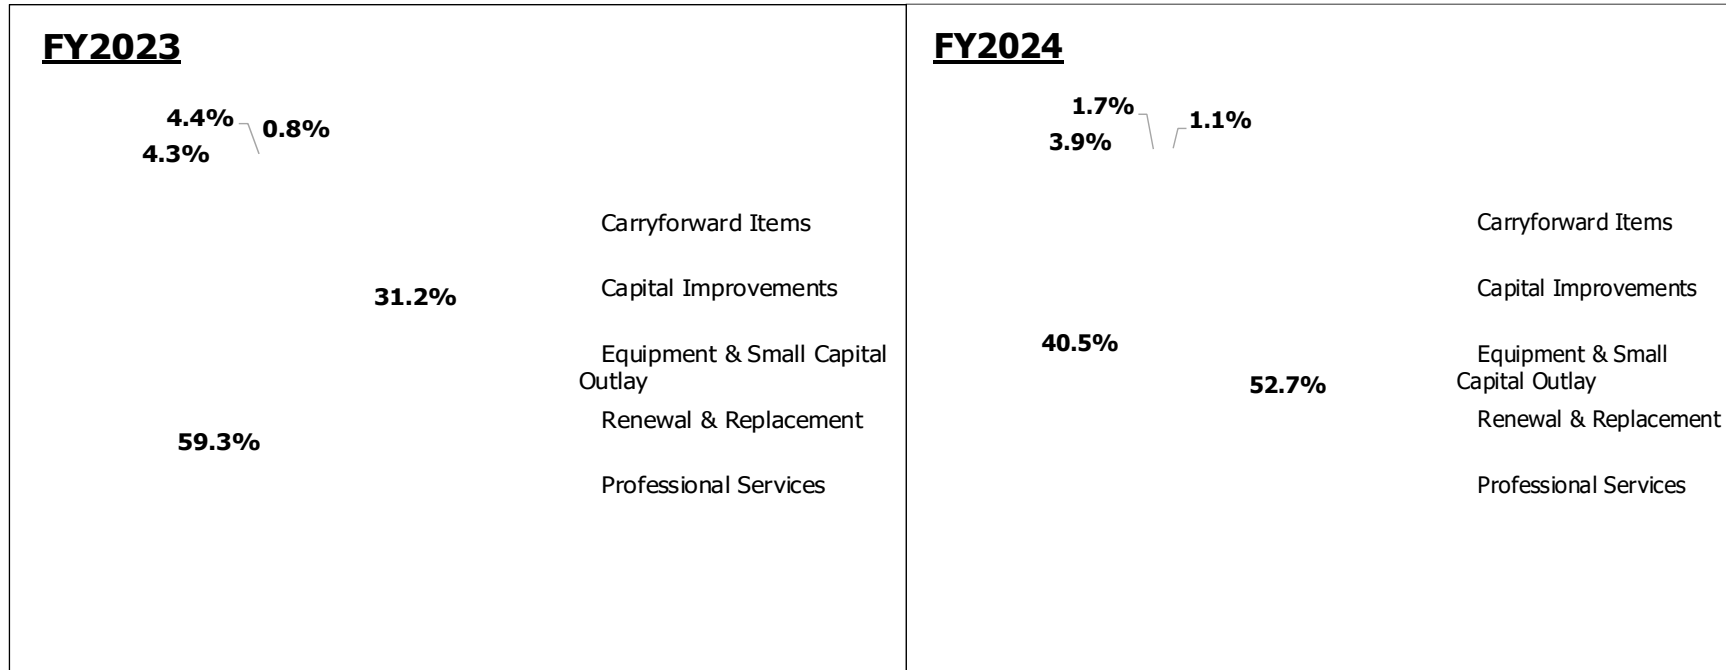 FY2023
4.4%
0.8%
4.3%
31.2%
59.3%
Carryforward Items
Capital Improvements
Equipment & Small Capital
Outlay
Renewal & Replacement
Professional Services
FY2024
1.7%
1.1%
3.9%
40.5%
52.7%
Carryforward Items
Capital Improvements
Equipment & Small
Capital Outlay
Renewal & Replacement
Professional Services